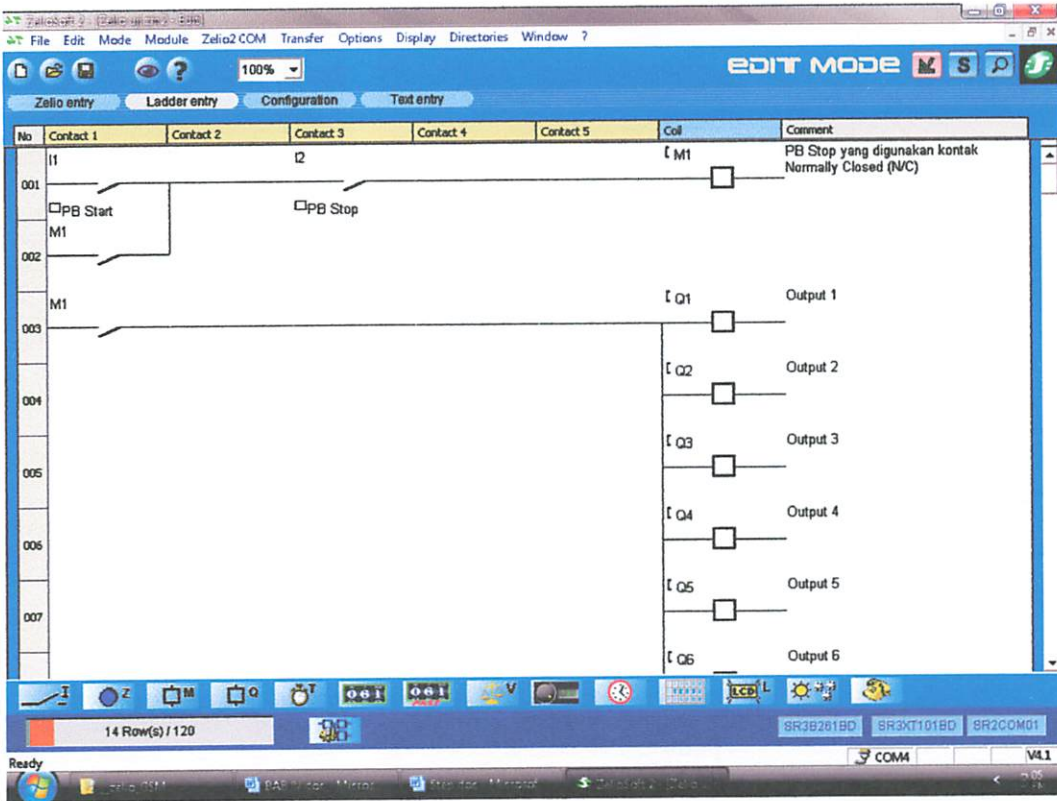 File Edit Mode Module Zelio2 COM Transfer Options Display Directories Window ?
100%
EDIT MODE
S
Zelio entry Ladder entry Configuration Text entry
No Contact 1 Contact 2 Contact 3 Contact 4 Contact 5 Coil Comment
I1 I2 [ M1 PB Stop yang digunakan kontak
Normally Closed (N/C)
001
PB Start PB Stop
M1
002
M1 [ Q1 Output 1
003
[ Q2 Output 2
004
[ Q3 Output 3
005
[ Q4 Output 4
006
[ Q5 Output 5
007
[ Q6 Output 6
I Z M Q T 061 061 V LCD L
14 Row(s) / 120
SR3B261BD SR3XT101BD SR2COM01
Ready COM4 V4.1